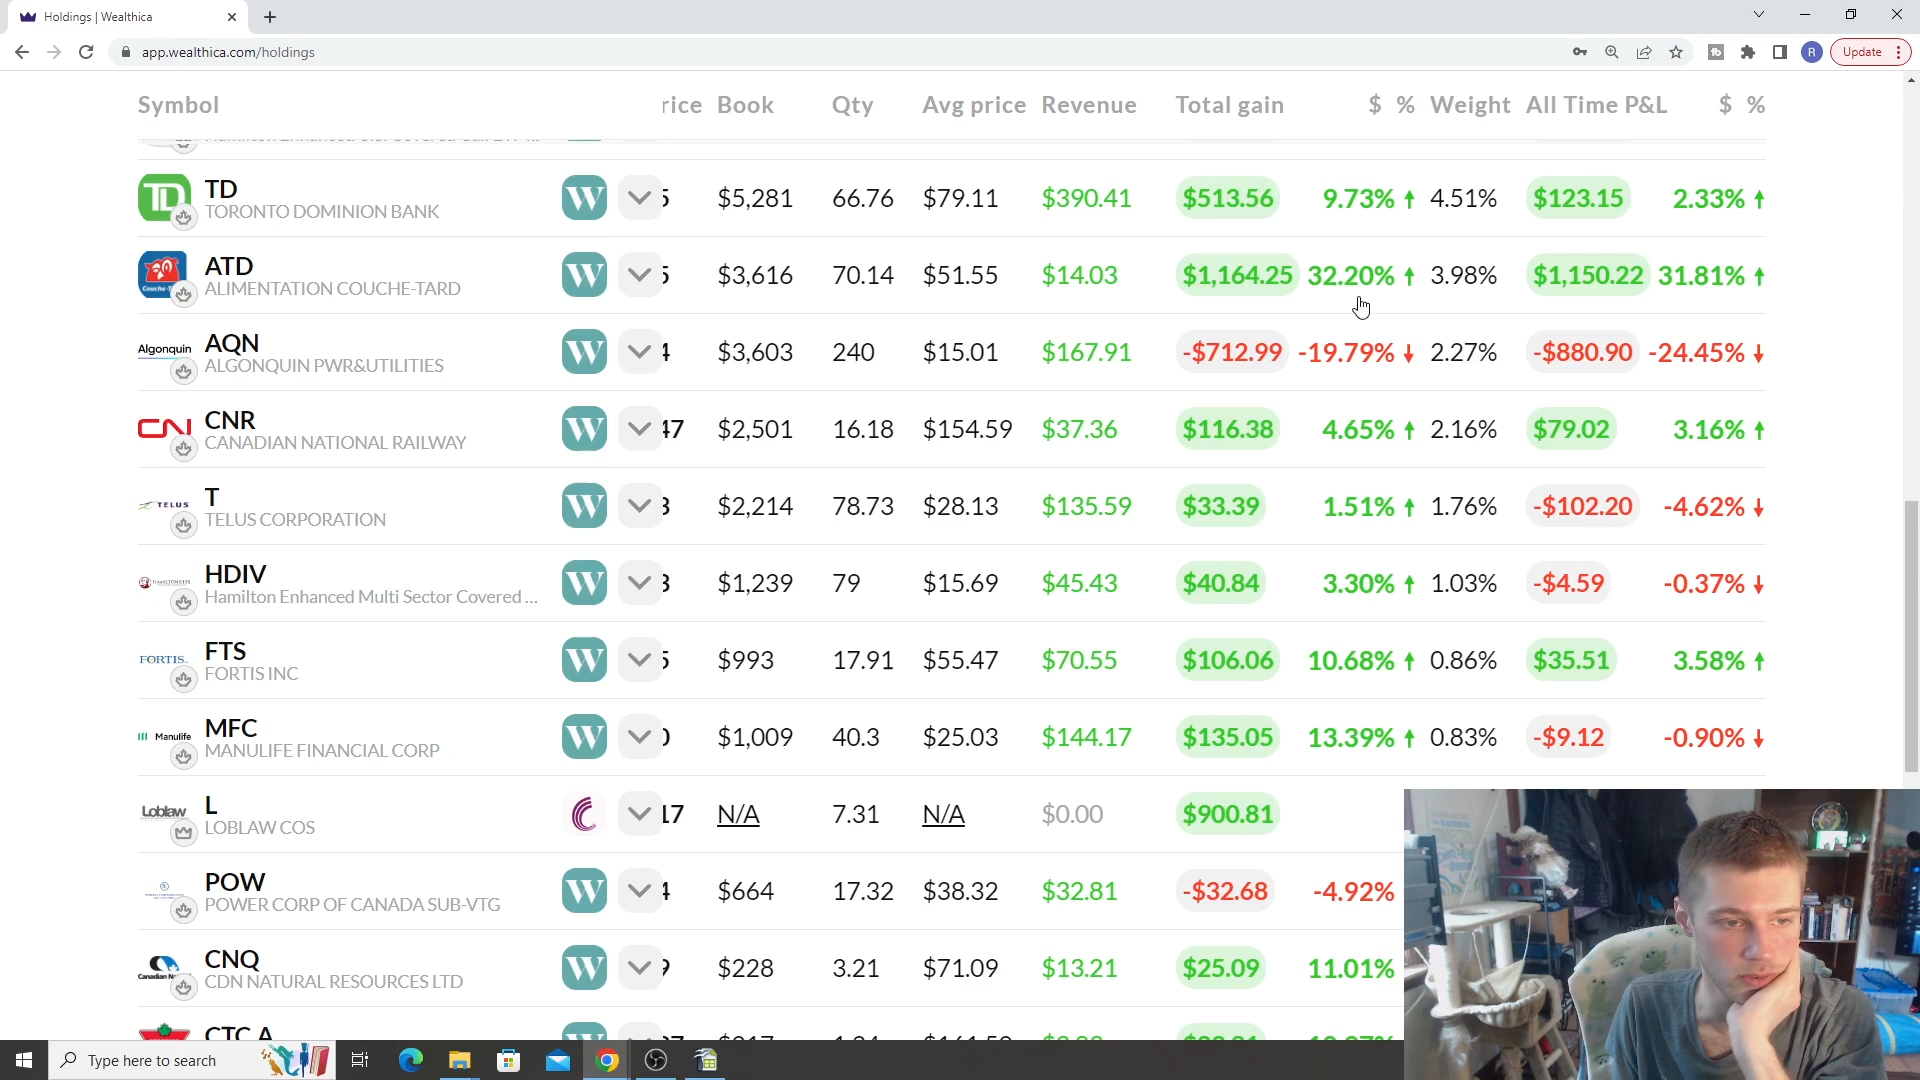 Holdings | Wealthica
app.wealthica.com/holdings
R
Update
Symbol rice Book Qty Avg price Revenue Total gain $ % Weight All Time P&L $ %
TD
TORONTO DOMINION BANK
W 5 $5,281 66.76 $79.11 $390.41 $513.56 9.73% 4.51% $123.15 2.33%
ATD
ALIMENTATION COUCHE-TARD
W 5 $3,616 70.14 $51.55 $14.03 $1,164.25 32.20% 3.98% $1,150.22 31.81%
Algonquin
AQN
ALGONQUIN PWR&UTILITIES
W 4 $3,603 240 $15.01 $167.91 -$712.99 -19.79% 2.27% -$880.90 -24.45%
CN
CNR
CANADIAN NATIONAL RAILWAY
W 47 $2,501 16.18 $154.59 $37.36 $116.38 4.65% 2.16% $79.02 3.16%
TELUS
T
TELUS CORPORATION
W 3 $2,214 78.73 $28.13 $135.59 $33.39 1.51% 1.76% -$102.20 -4.62%
HDIV
Hamilton Enhanced Multi Sector Covered ...
W 3 $1,239 79 $15.69 $45.43 $40.84 3.30% 1.03% -$4.59 -0.37%
FORTIS
FTS
FORTIS INC
W 5 $993 17.91 $55.47 $70.55 $106.06 10.68% 0.86% $35.51 3.58%
Manulife
MFC
MANULIFE FINANCIAL CORP
W 0 $1,009 40.3 $25.03 $144.17 $135.05 13.39% 0.83% -$9.12 -0.90%
Loblaw
L
LOBLAW COS
17 N/A 7.31 N/A $0.00 $900.81
POW
POWER CORP OF CANADA SUB-VTG
W 4 $664 17.32 $38.32 $32.81 -$32.68 -4.92%
CNQ
CDN NATURAL RESOURCES LTD
W 9 $228 3.21 $71.09 $13.21 $25.09 11.01%
CTC.A
Type here to search